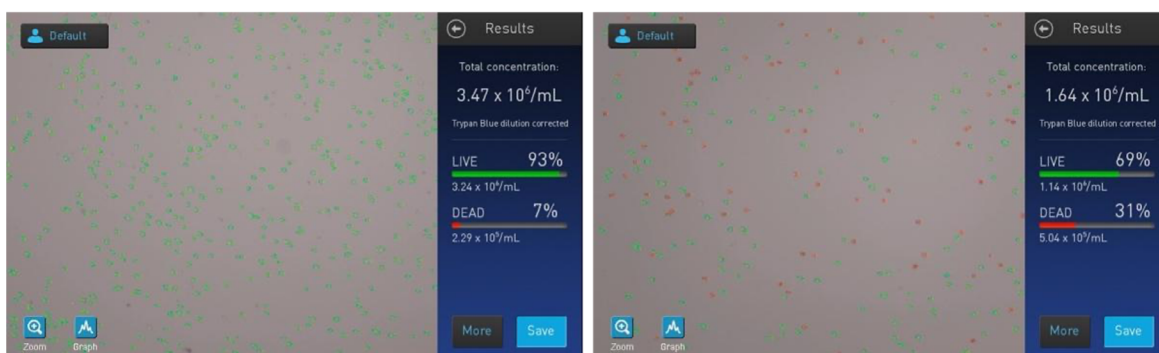 Default
Results
Total concentration:
3.47 x 10⁶/mL
Trypan Blue dilution corrected
LIVE 93%
3.24 x 10⁶/mL
DEAD 7%
2.29 x 10⁵/mL
Zoom
Graph
More
Save
Default
Results
Total concentration:
1.64 x 10⁶/mL
Trypan Blue dilution corrected
LIVE 69%
1.14 x 10⁶/mL
DEAD 31%
5.04 x 10⁵/mL
Zoom
Graph
More
Save